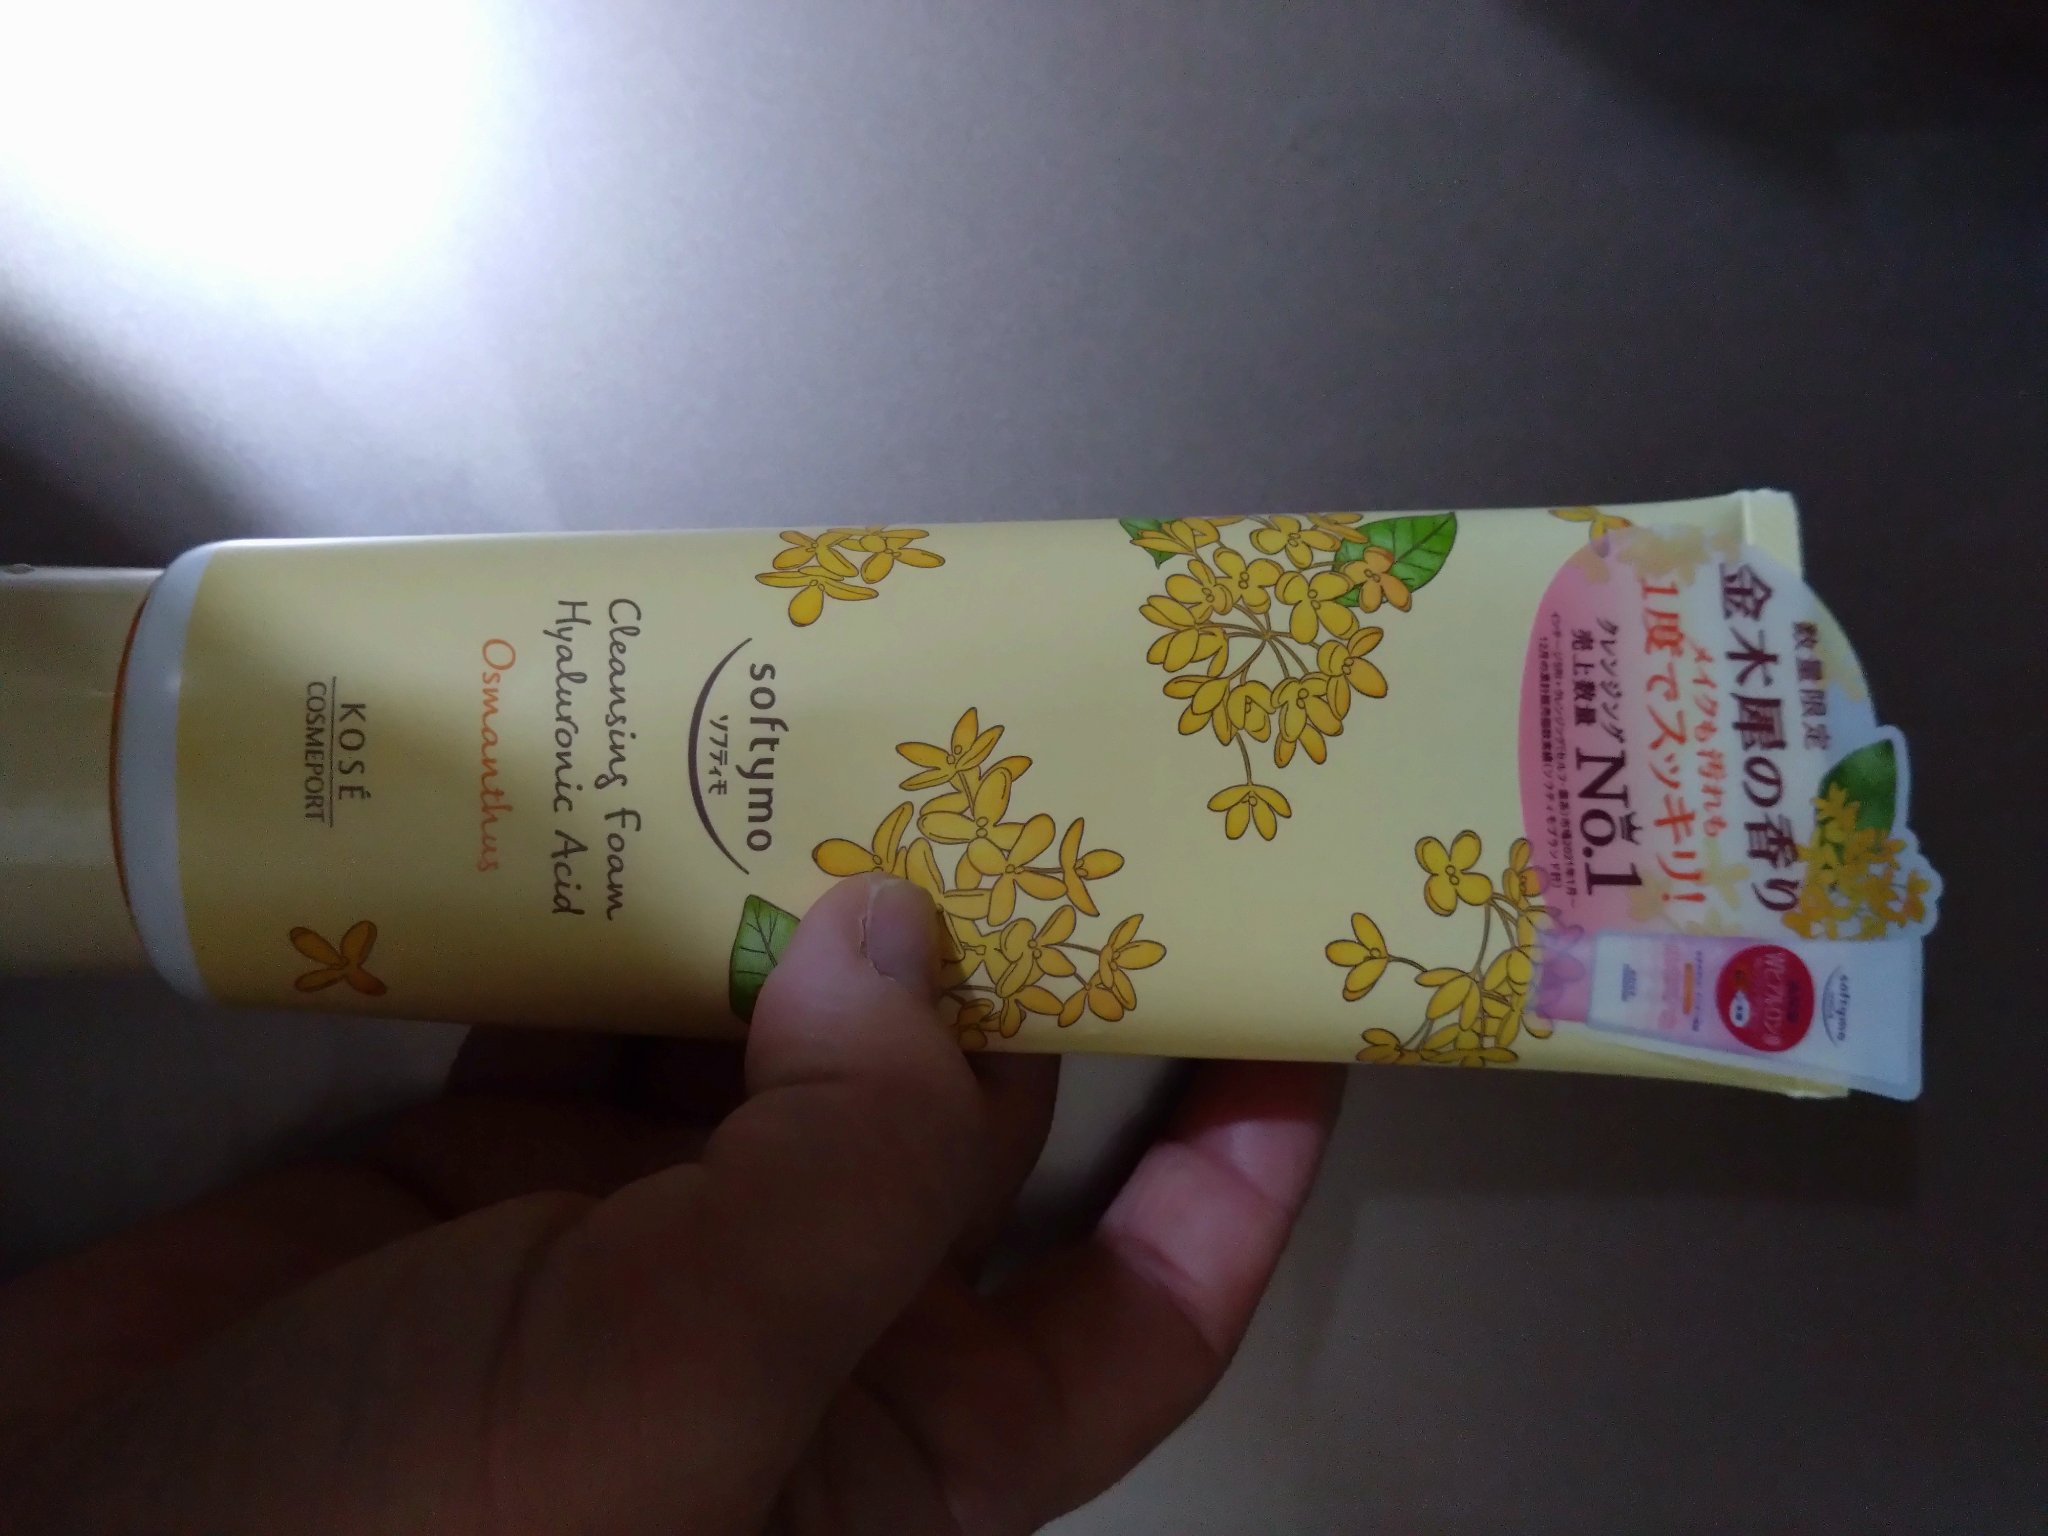 数量限定
金木犀の香り
メイクも汚れも
1度でスッキリ!
クレンジング
売上数量 No.1
softymo
softymo
ソフティモ
Cleansing Foam
Hyaluronic Acid
Osmanthus
KOSÉ
COSMEPORT